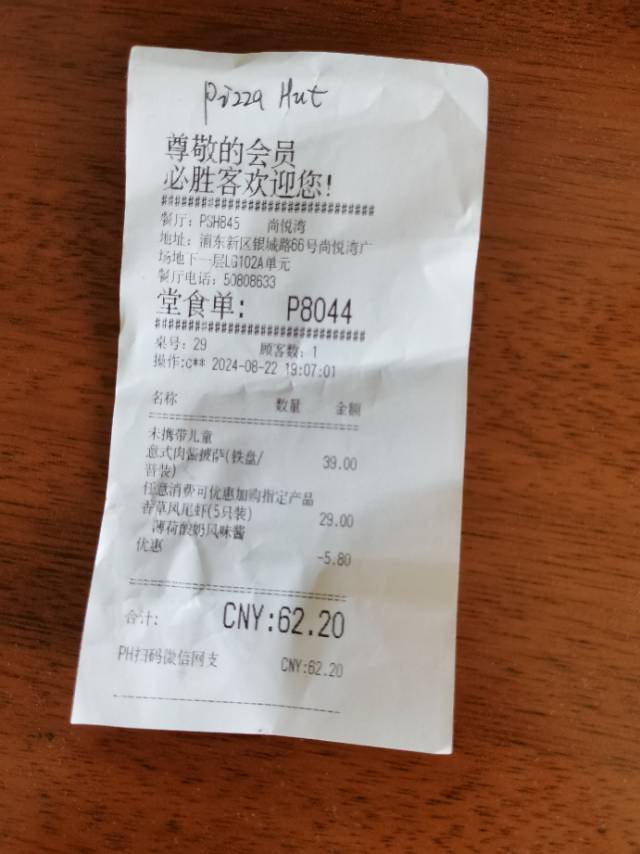 Pizza Hut
尊敬的会员
必胜客欢迎您!
################################
餐厅: PSH845 尚悦湾
地址: 浦东新区银城路66号尚悦湾广
场地下一层LG102A单元
餐厅电话: 50808633
堂食单: P8044
################################
桌号: 29 顾客数: 1
操作:c** 2024-08-22 19:07:01
名称 数量 金额
未携带儿童
意式肉酱披萨(铁盘/ 39.00
普装)
任意消费可优惠加购指定产品
香草凤尾虾(5只装) 29.00
薄荷酸奶风味酱
优惠 -5.80
合计: CNY:62.20
PH扫码微信网支 CNY:62.20